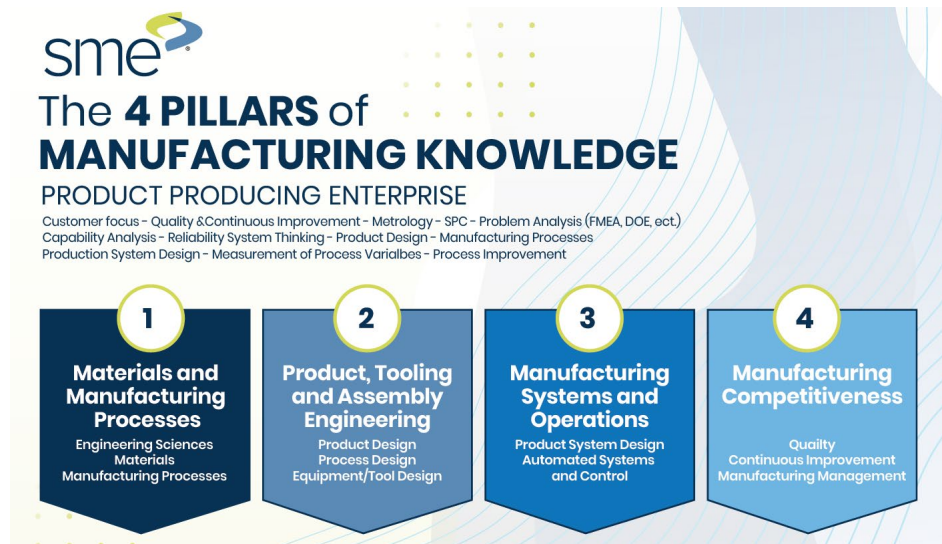 sme
The 4 PILLARS of
MANUFACTURING KNOWLEDGE
PRODUCT PRODUCING ENTERPRISE
Customer focus - Quality &Continuous Improvement - Metrology - SPC - Problem Analysis (FMEA, DOE, ect.)
Capability Analysis - Reliability System Thinking - Product Design - Manufacturing Processes
Production System Design - Measurement of Process Varialbes - Process Improvement
1
Materials and
Manufacturing
Processes
Engineering Sciences
Materials
Manufacturing Processes
2
Product, Tooling
and Assembly
Engineering
Product Design
Process Design
Equipment/Tool Design
3
Manufacturing
Systems and
Operations
Product System Design
Automated Systems
and Control
4
Manufacturing
Competitiveness
Quailty
Continuous Improvement
Manufacturing Management